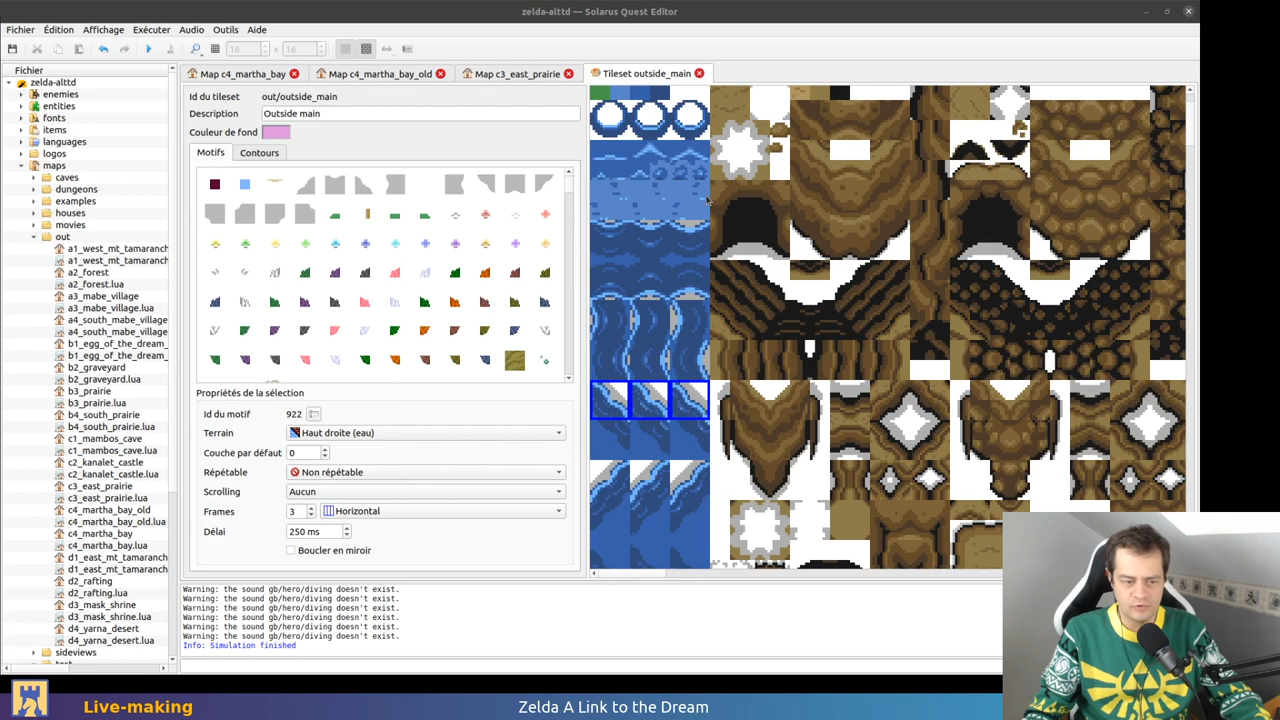 zelda-alttd — Solarus Quest Editor
Fichier Édition Affichage Exécuter Audio Outils Aide
16 x 16
Fichier
zelda-alttd
enemies
entities
fonts
items
languages
logos
maps
caves
dungeons
examples
houses
movies
out
a1_west_mt_tamaranch
a1_west_mt_tamaranch
a2_forest
a2_forest.lua
a3_mabe_village
a3_mabe_village.lua
a4_south_mabe_village
a4_south_mabe_village
b1_egg_of_the_dream_
b1_egg_of_the_dream_
b2_graveyard
b2_graveyard.lua
b3_prairie
b3_prairie.lua
b4_south_prairie
b4_south_prairie.lua
c1_mambos_cave
c1_mambos_cave.lua
c2_kanalet_castle
c2_kanalet_castle.lua
c3_east_prairie
c3_east_prairie.lua
c4_martha_bay_old
c4_martha_bay_old.lua
c4_martha_bay
c4_martha_bay.lua
d1_east_mt_tamaranch
d1_east_mt_tamaranch
d2_rafting
d2_rafting.lua
d3_mask_shrine
d3_mask_shrine.lua
d4_yarna_desert
d4_yarna_desert.lua
sideviews
Map c4_martha_bay Map c4_martha_bay_old Map c3_east_prairie Tileset outside_main
Id du tileset out/outside_main
Description Outside main
Couleur de fond
Motifs Contours
Propriétés de la sélection
Id du motif 922
Terrain Haut droite (eau)
Couche par défaut 0
Répétable Non répétable
Scrolling Aucun
Frames 3 Horizontal
Délai 250 ms
Boucler en miroir
Warning: the sound gb/hero/diving doesn't exist.
Warning: the sound gb/hero/diving doesn't exist.
Warning: the sound gb/hero/diving doesn't exist.
Warning: the sound gb/hero/diving doesn't exist.
Warning: the sound gb/hero/diving doesn't exist.
Warning: the sound gb/hero/diving doesn't exist.
Info: Simulation finished
Live-making
Zelda A Link to the Dream